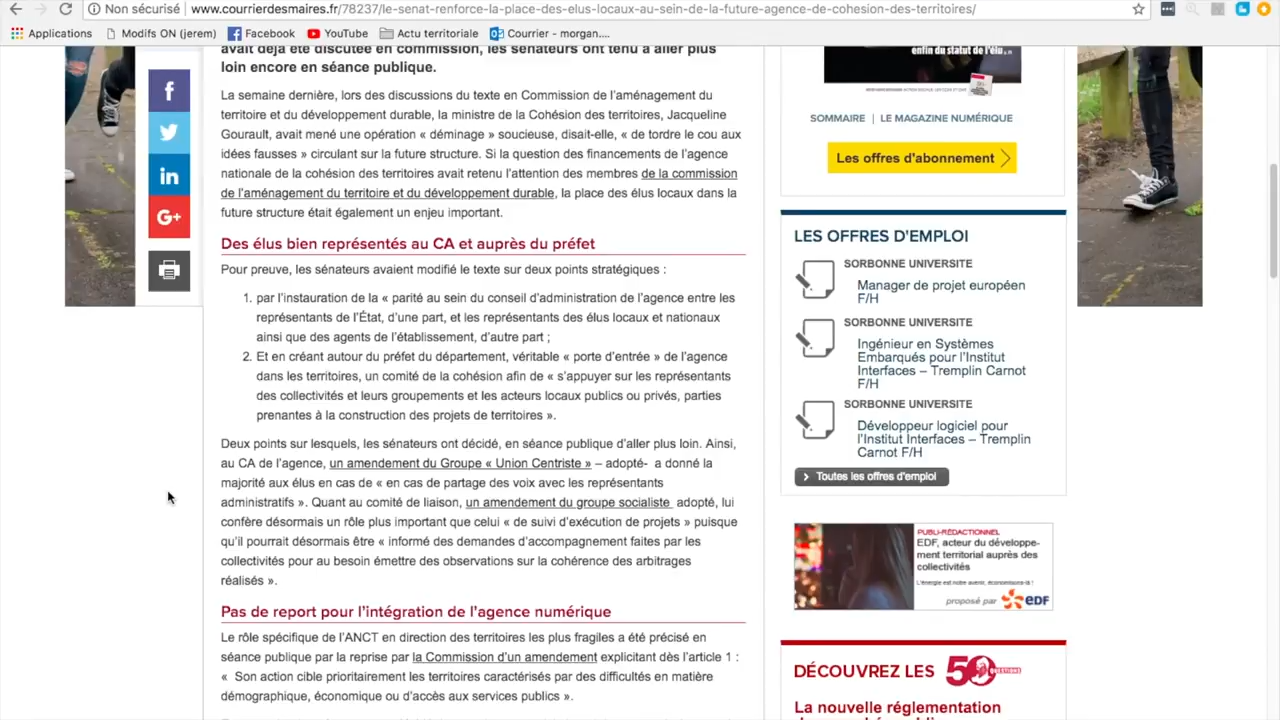 Non sécurisé | www.courrierdesmaires.fr/78237/le-senat-renforce-la-place-des-elus-locaux-au-sein-de-la-future-agence-de-cohesion-des-territoires/
Applications Modifs ON (jerem) Facebook YouTube Actu territoriale Courrier - morgan....
avait déjà été discutée en commission, les sénateurs ont tenu à aller plus
loin encore en séance publique.
La semaine dernière, lors des discussions du texte en Commission de l'aménagement du
territoire et du développement durable, la ministre de la Cohésion des territoires, Jacqueline
Gourault, avait mené une opération « déminage » soucieuse, disait-elle, « de tordre le cou aux
idées fausses » circulant sur la future structure. Si la question des financements de l'agence
nationale de cohésion des territoires avait retenu l'attention des membres de la commission
de l'aménagement du territoire et du développement durable, la place des élus locaux dans la
future structure était également un enjeu important.
Des élus bien représentés au CA et auprès du préfet
Pour preuve, les sénateurs avaient modifié le texte sur deux points stratégiques :
1. par l'instauration de la « parité au sein du conseil d'administration de l'agence entre les
représentants de l'État, d'une part, et les représentants des élus locaux et nationaux
ainsi que des agents de l'établissement, d'autre part ;
2. Et en créant autour du préfet du département, véritable « porte d'entrée » de l'agence
dans les territoires, un comité de la cohésion afin de « s'appuyer sur les représentants
des collectivités et leurs groupements et les acteurs locaux publics ou privés, parties
prenantes à la construction des projets de territoires ».
Deux points sur lesquels, les sénateurs ont décidé, en séance publique d'aller plus loin. Ainsi,
au CA de l'agence, un amendement du Groupe « Union Centriste » – adopté- a donné la
majorité aux élus en cas de « en cas de partage des voix avec les représentants
administratifs ». Quant au comité de liaison, un amendement du groupe socialiste adopté, lui
confère désormais un rôle plus important que celui « de suivi d'exécution de projets » puisque
qu'il devra désormais être « informé des demandes d'accompagnement faites par les
collectivités pour au besoin émettre des observations sur la cohérence des arbitrages
réalisés ».
Pas d'accord pour l'intégration de l'agence numérique
Le rôle spécifique de l'ANCT en direction des territoires les plus fragiles a été précisé en
séance publique par la reprise par la Commission d'un amendement explicitant dès l'article 1 :
« Son action cible prioritairement les territoires caractérisés par des difficultés en matière
démographique, économique ou d'accès aux services publics ».
enfin du statut de l'élu
SOMMAIRE | LE MAGAZINE NUMÉRIQUE
Les offres d'abonnement
LES OFFRES D'EMPLOI
SORBONNE UNIVERSITE
Manager de projet européen
F/H
SORBONNE UNIVERSITE
Ingénieur en Systèmes
Embarqués pour l'Institut
Interfaces – Tremplin Carnot
F/H
SORBONNE UNIVERSITE
Développeur logiciel pour
l'Institut Interfaces – Tremplin
Carnot F/H
Toutes les offres d'emploi
PUBLI-RÉDACTIONNEL
EDF, acteur du développe-
ment territorial auprès des
collectivités
L'énergie est notre avenir, économisons-la !
proposé par EDF
DÉCOUVREZ LES 50
La nouvelle réglementation